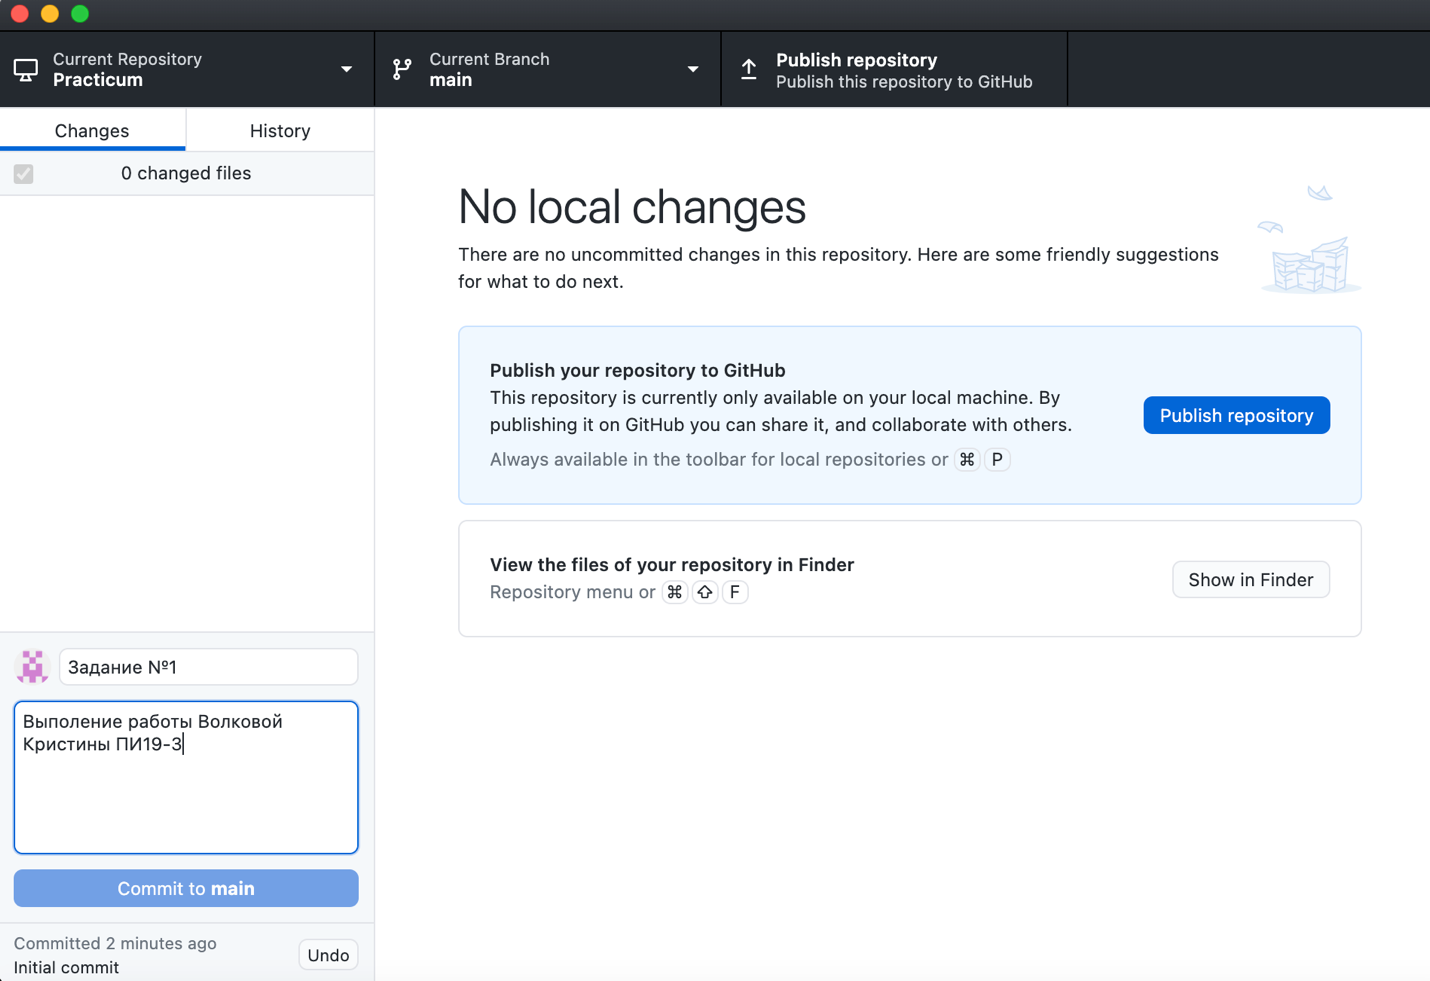 Current Repository
Practicum
Current Branch
main
Publish repository
Publish this repository to GitHub
Changes
History
0 changed files
No local changes
There are no uncommitted changes in this repository. Here are some friendly suggestions
for what to do next.
Publish your repository to GitHub
This repository is currently only available on your local machine. By
publishing it on GitHub you can share it, and collaborate with others.
Always available in the toolbar for local repositories or ⌘ P
Publish repository
View the files of your repository in Finder
Repository menu or ⌘ ⇧ F
Show in Finder
Задание №1
Выполение работы Волковой
Кристины ПИ19-3
Commit to main
Committed 2 minutes ago
Initial commit
Undo